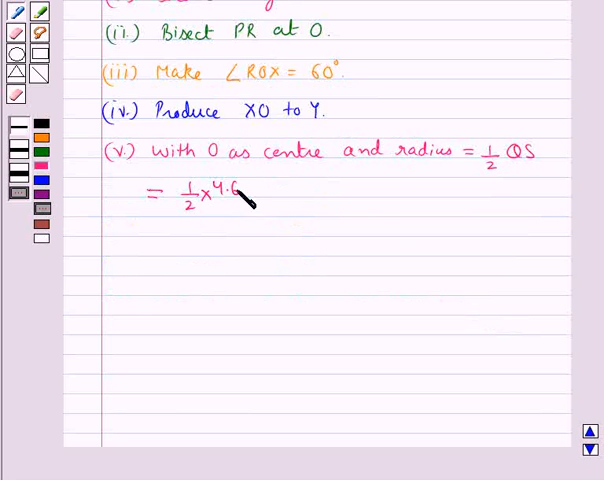 (ii.) Bisect PR at O.
(iii) Make ∠ROX = 60°.
(iv.) Produce XO to Y.
(v.) With O as centre and radius = 1/2 QS
= 1/2 × 4.6